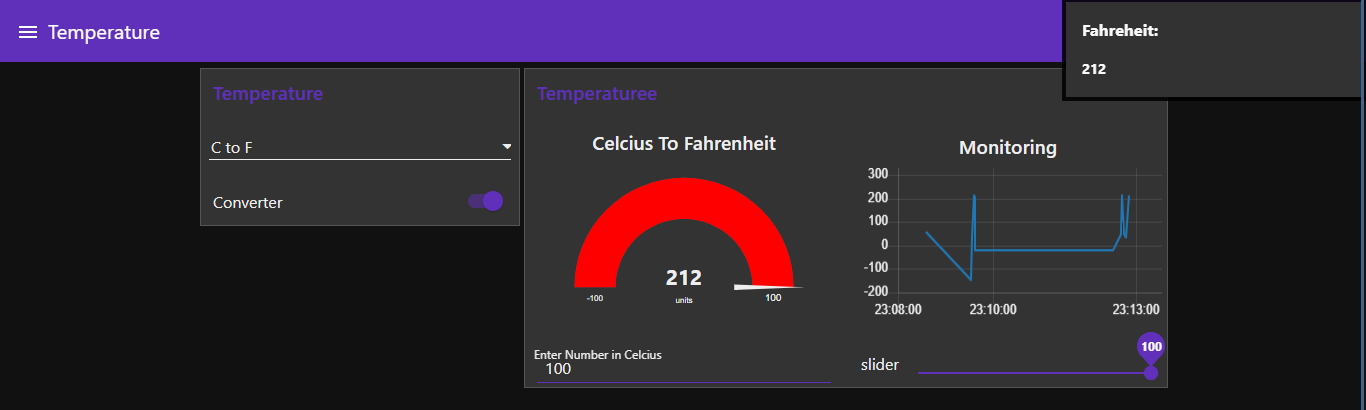 Temperature
Fahreheit:
212
Temperature
C to F
Converter
Temperaturee
Celcius To Fahrenheit
212
units
-100
100
Enter Number in Celcius
100
Monitoring
300
200
100
0
-100
-200
23:08:00 23:10:00 23:13:00
slider
100